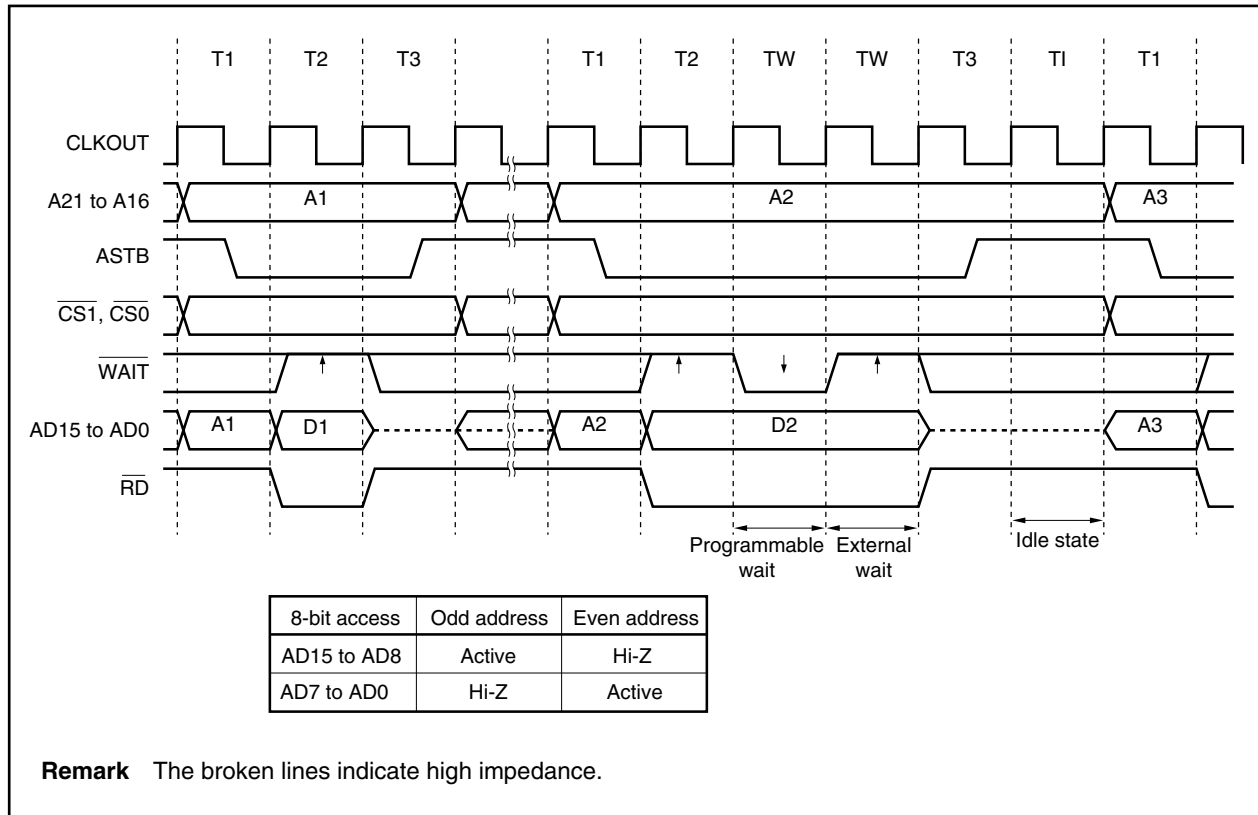 T1 T2 T3 T1 T2 TW TW T3 TI T1
CLKOUT
A21 to A16 A1 A2 A3
ASTB
CS1, CS0
WAIT
AD15 to AD0 A1 D1 A2 D2 A3
RD
Programmable wait
External wait
Idle state
8-bit access Odd address Even address
AD15 to AD8 Active Hi-Z
AD7 to AD0 Hi-Z Active
Remark The broken lines indicate high impedance.